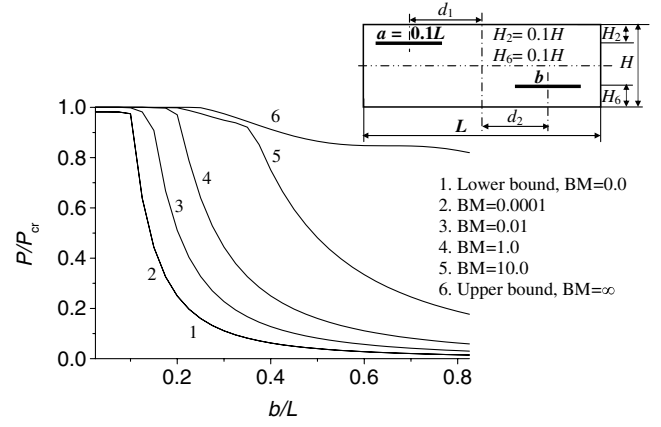 d₁
a = 0.1L
H₂= 0.1H
H₆= 0.1H
H₂
H
b
H₆
L
d₂
1.0
0.8
0.6
0.4
0.2
0.0
P/Pcr
0.2
0.4
0.6
0.8
b/L
6
5
4
3
2
1
1. Lower bound, BM=0.0
2. BM=0.0001
3. BM=0.01
4. BM=1.0
5. BM=10.0
6. Upper bound, BM=∞